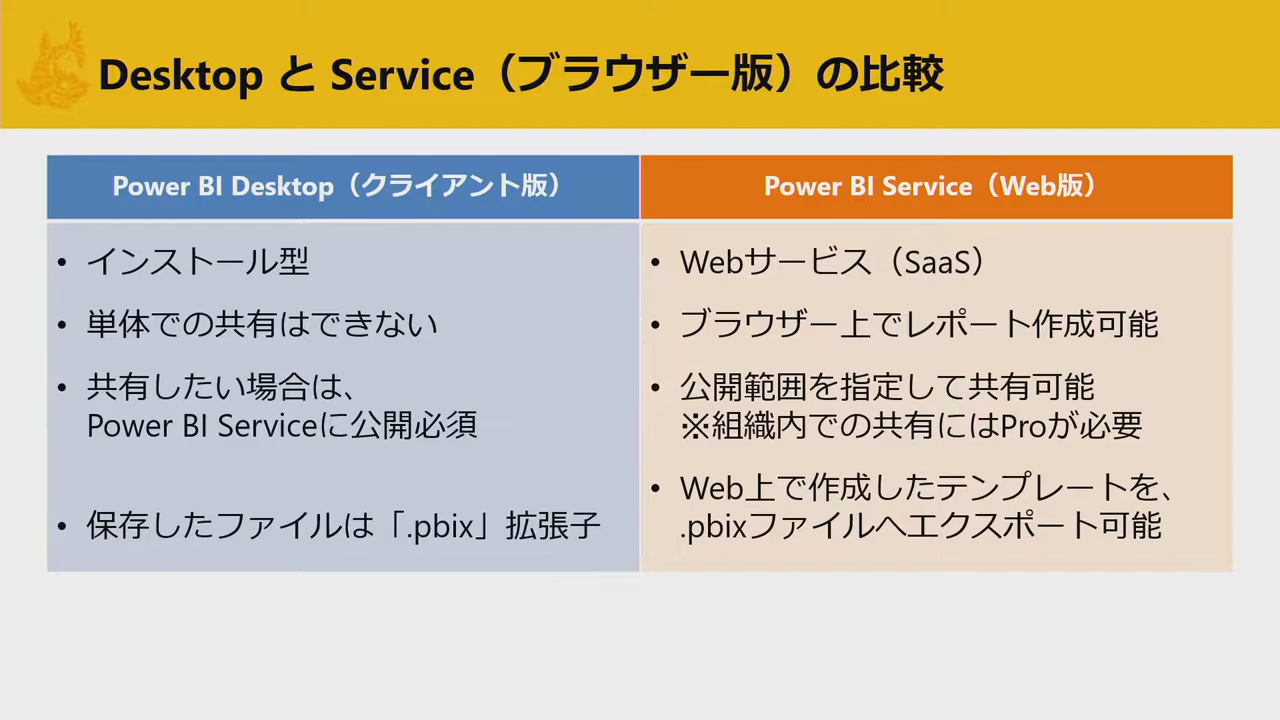 Desktop と Service（ブラウザー版）の比較
Power BI Desktop（クライアント版）
・ インストール型
・ 単体での共有はできない
・ 共有したい場合は、
Power BI Serviceに公開必須
・ 保存したファイルは「.pbix」拡張子
Power BI Service（Web版）
・ Webサービス（SaaS）
・ ブラウザー上でレポート作成可能
・ 公開範囲を指定して共有可能
※組織内での共有にはProが必要
・ Web上で作成したテンプレートを、
.pbixファイルへエクスポート可能